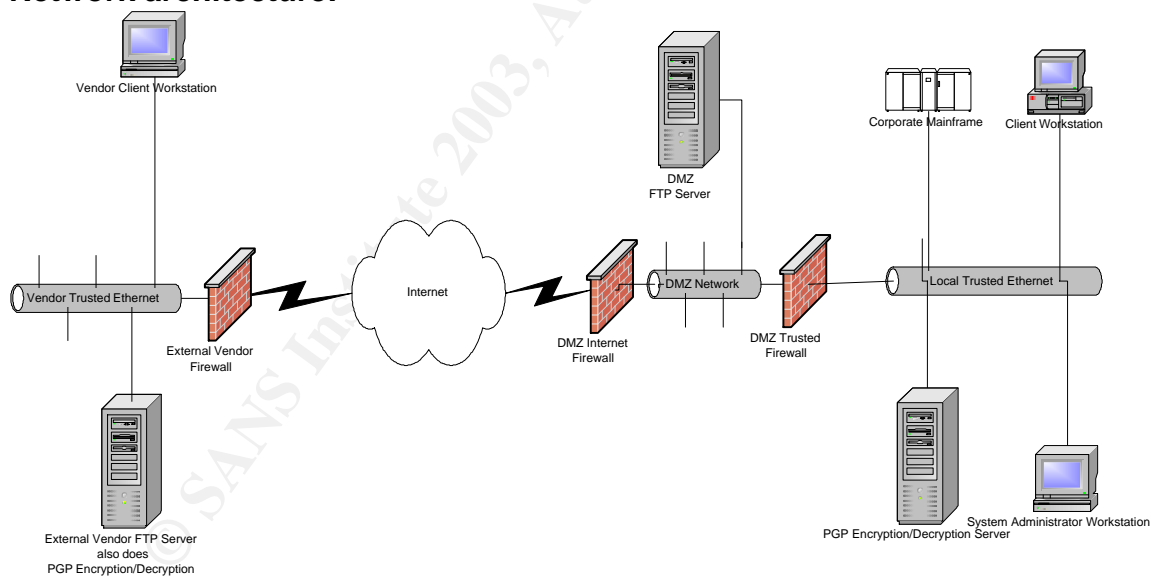 Network architecture:
Vendor Client Workstation
DMZ
FTP Server
Corporate Mainframe
Client Workstation
Vendor Trusted Ethernet
Internet
DMZ Network
Local Trusted Ethernet
External Vendor
Firewall
DMZ Internet
Firewall
DMZ Trusted
Firewall
External Vendor FTP Server
also does
PGP Encryption/Decryption
PGP Encryption/Decryption Server
System Administrator Workstation
© SANS Institute 2003,